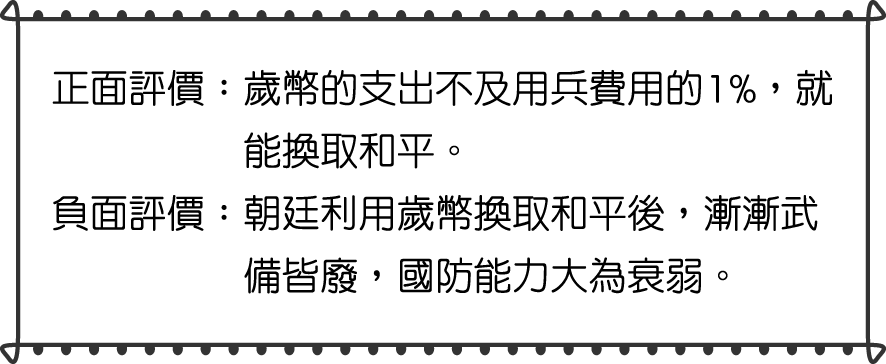 正面評價：歲幣的支出不及用兵費用的1%，就
能換取和平。
負面評價：朝廷利用歲幣換取和平後，漸漸武
備皆廢，國防能力大為衰弱。